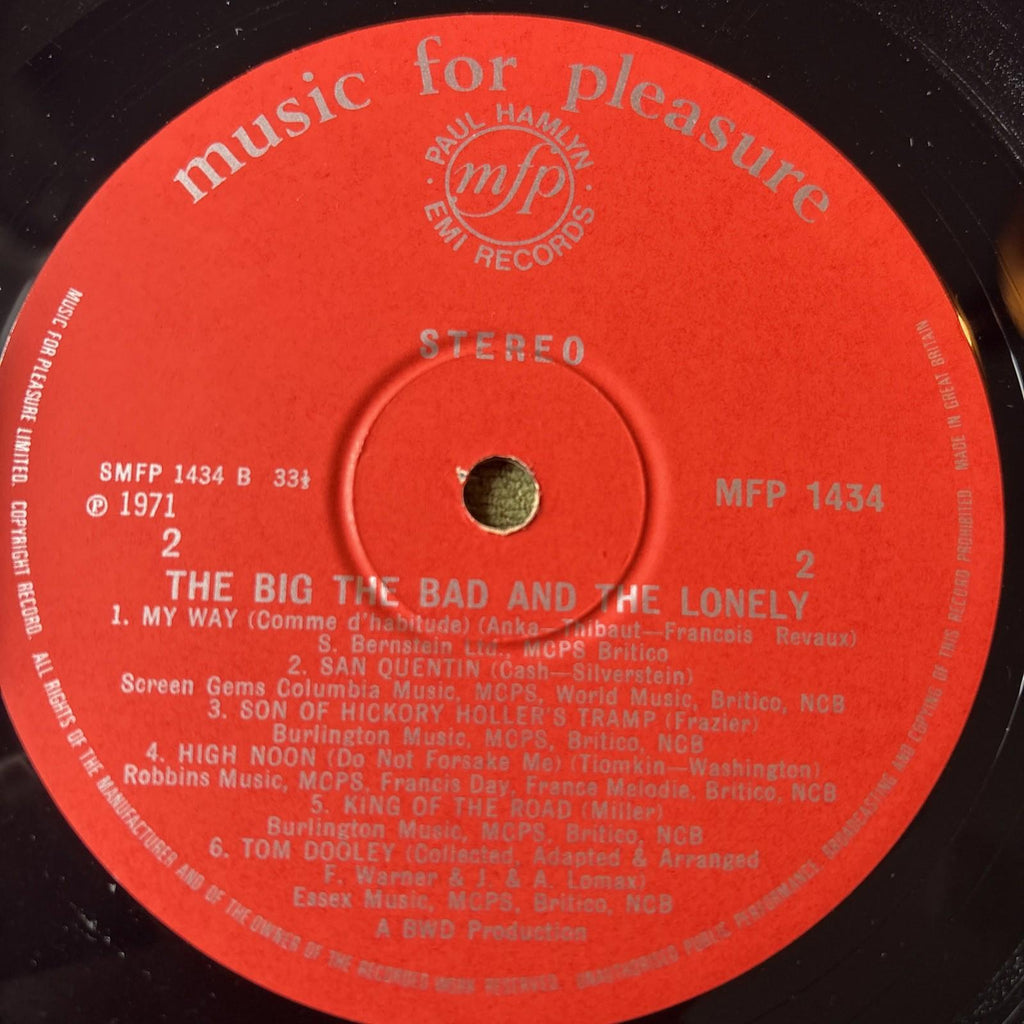 music for pleasure
PAUL HAMLYN
mfp
EMI RECORDS
STEREO
SMFP 1434 B 33⅓
℗ 1971
MFP 1434
2
2
THE BIG THE BAD AND THE LONELY
1. MY WAY (Comme d'habitude) (Anka—Thibaut—Francois Revaux)
S. Bernstein Ltd., MCPS Britico
2. SAN QUENTIN (Cash—Silverstein)
Screen Gems Columbia Music, MCPS, World Music, Britico, NCB
3. SON OF HICKORY HOLLER'S TRAMP (Frazier)
Burlington Music, MCPS, Britico, NCB
4. HIGH NOON (Do Not Forsake Me) (Tiomkin—Washington)
Robbins Music, MCPS, Francis Day, France Melodie, Britico, NCB
5. KING OF THE ROAD (Miller)
Burlington Music, MCPS, Britico, NCB
6. TOM DOOLEY (Collected, Adapted & Arranged
F. Warner & J. & A. Lomax)
Essex Music, MCPS, Britico, NCB
A BWD Production
MUSIC FOR PLEASURE LIMITED. COPYRIGHT RECORD. ALL RIGHTS OF THE MANUFACTURER AND OF THE OWNER OF THE RECORDED WORK RESERVED. UNAUTHORISED PUBLIC PERFORMANCE, BROADCASTING AND COPYING OF THIS RECORD PROHIBITED. MADE IN GREAT BRITAIN